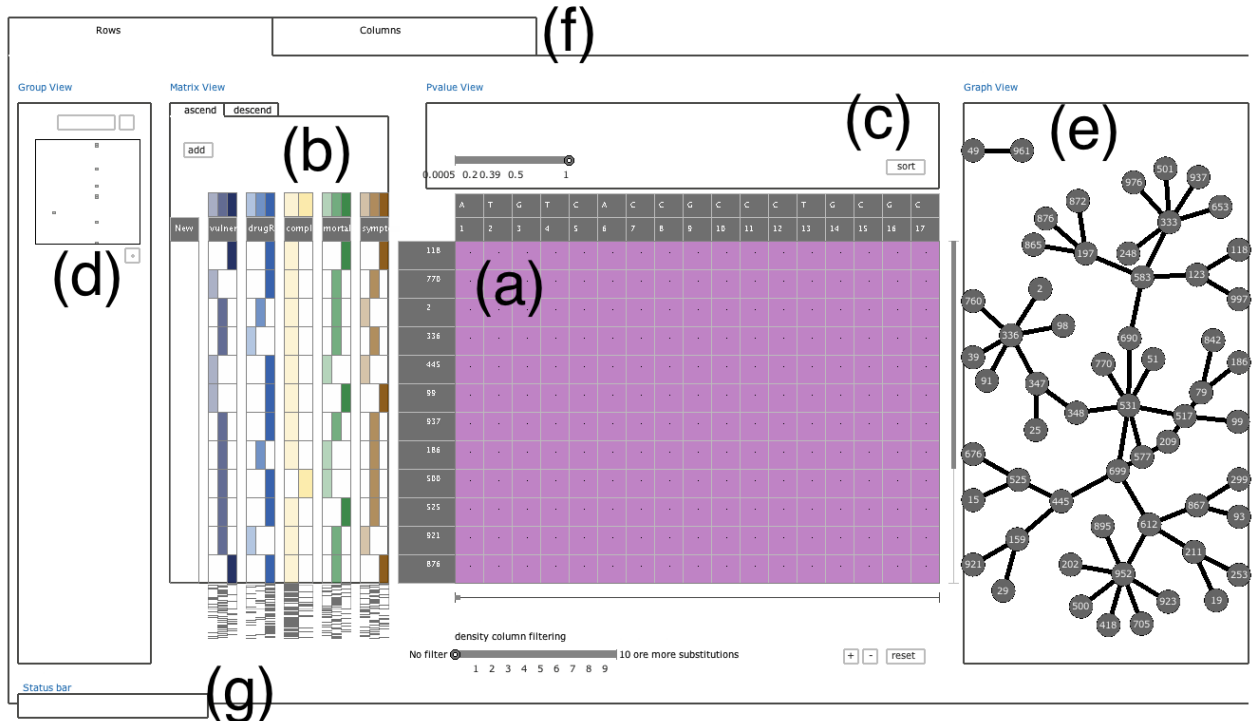 Rows
Columns
(f)
Group View
Matrix View
Pvalue View
Graph View
ascend descend
add
(b)
(c)
(e)
0.0005 0.2 0.39 0.5 1
sort
A T G T C A C C G C C C T G C G C
New vulner drugR compl mortal sympt
1 2 3 4 5 6 7 8 9 10 11 12 13 14 15 16 17
(d)
(a)
118
770
2
336
445
99
937
186
500
525
921
876
49 961
501
976 937
872 653
876 333
865 197 248 118
583 123
997
760 2
336 98 690 842
39 770 51 186
91 347 79
348 531 517 99
25 209
676 577
525 699 299
15 445 867 93
159 895 612
921 202 952 211 253
29 500 923 19
418 705
density column filtering
No filter 10 ore more substitutions
1 2 3 4 5 6 7 8 9
+ - reset
Status bar
(g)